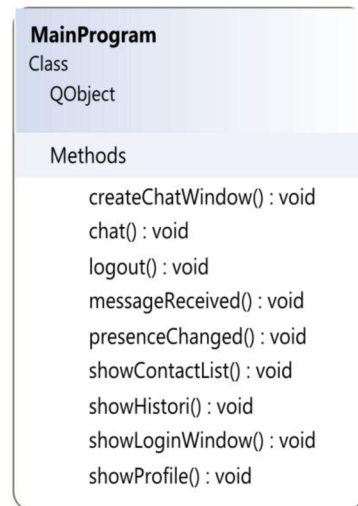 MainProgram
Class
QObject
Methods
createChatWindow() : void
chat() : void
logout() : void
messageReceived() : void
presenceChanged() : void
showContactList() : void
showHistori() : void
showLoginWindow() : void
showProfile() : void